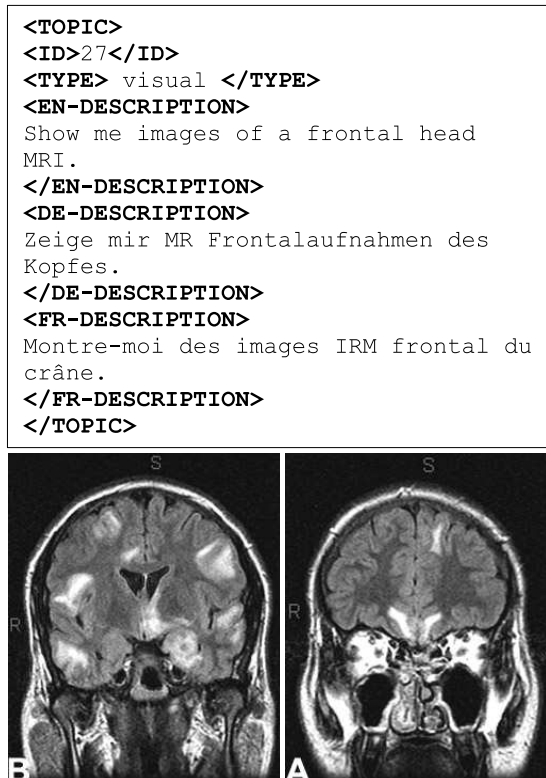 <TOPIC>
<ID>27</ID>
<TYPE> visual </TYPE>
<EN-DESCRIPTION>
Show me images of a frontal head
MRI.
</EN-DESCRIPTION>
<DE-DESCRIPTION>
Zeige mir MR Frontalaufnahmen des
Kopfes.
</DE-DESCRIPTION>
<FR-DESCRIPTION>
Montre-moi des images IRM frontal du
crâne.
</FR-DESCRIPTION>
</TOPIC>
S
S
R
R
B
A